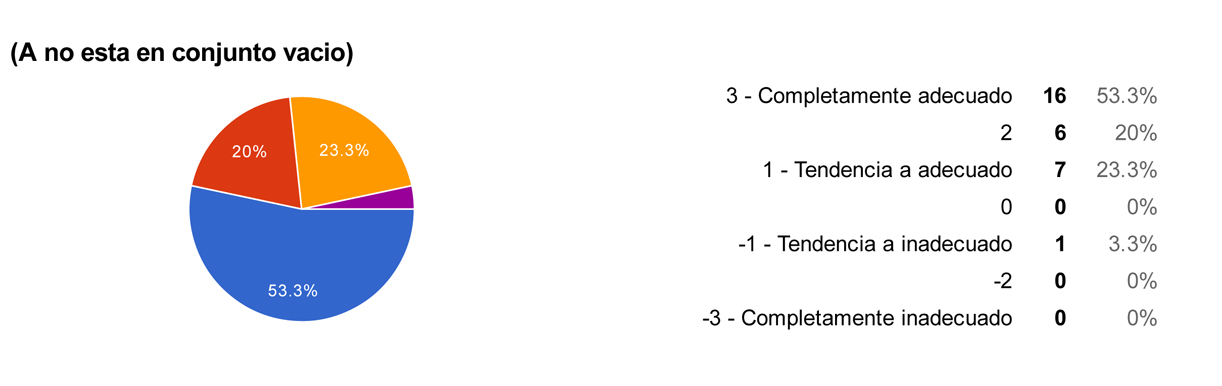 (A no esta en conjunto vacio)
20%
23.3%
53.3%
3 - Completamente adecuado 16 53.3%
2 6 20%
1 - Tendencia a adecuado 7 23.3%
0 0 0%
-1 - Tendencia a inadecuado 1 3.3%
-2 0 0%
-3 - Completamente inadecuado 0 0%